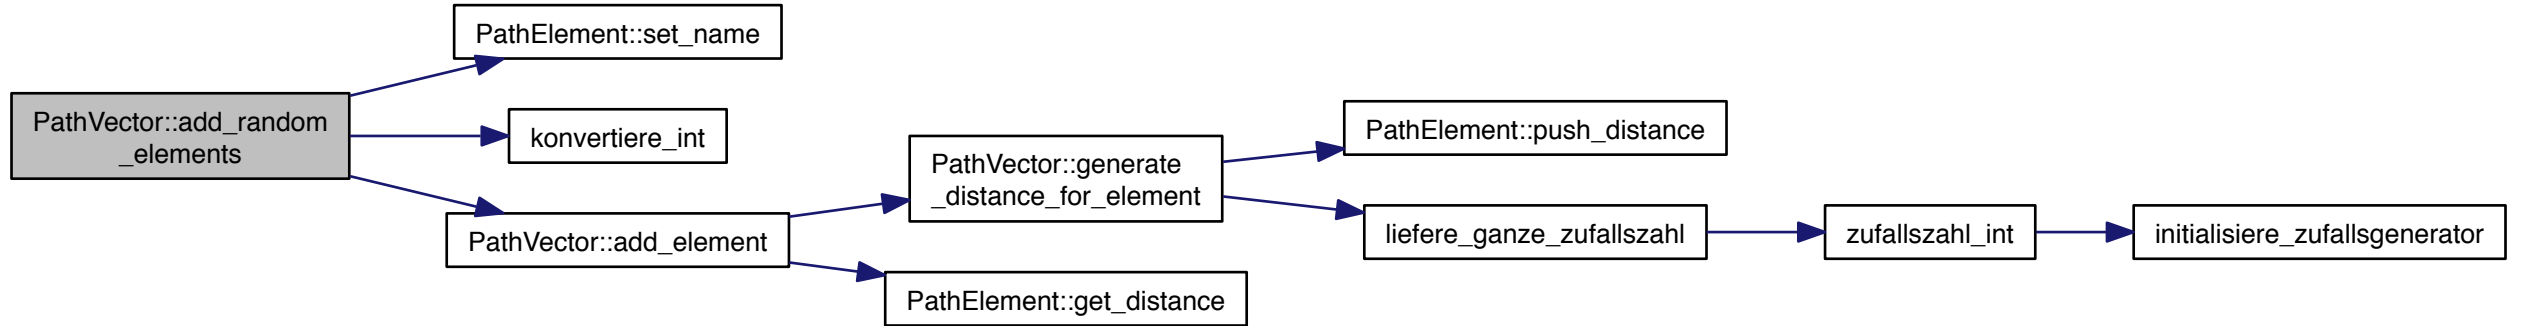 PathElement::set_name
PathVector::add_random
_elements
konvertiere_int
PathVector::add_element
PathVector::generate
_distance_for_element
PathElement::get_distance
PathElement::push_distance
liefere_ganze_zufallszahl
zufallszahl_int
initialisiere_zufallsgenerator